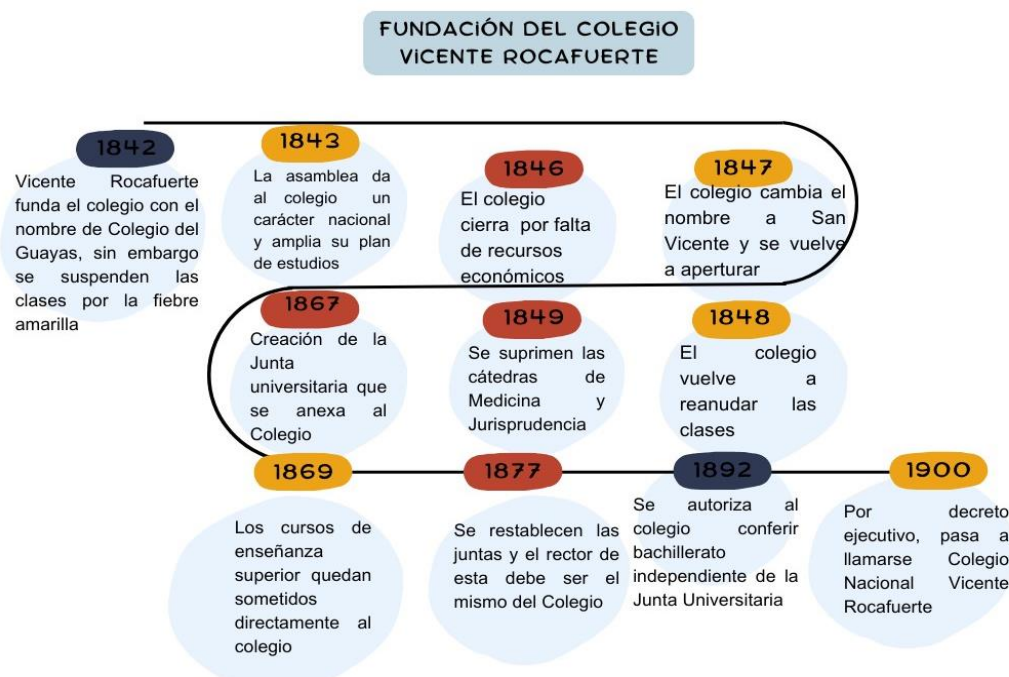 FUNDACIÓN DEL COLEGIO
VICENTE ROCAFUERTE
1842
Vicente Rocafuerte
funda el colegio con el
nombre de Colegio del
Guayas, sin embargo
se suspenden las
clases por la fiebre
amarilla
1843
La asamblea da
al colegio un
carácter nacional
y amplia su plan
de estudios
1846
El colegio
cierra por falta
de recursos
económicos
1847
El colegio cambia el
nombre a San
Vicente y se vuelve
a aperturar
1848
El colegio
vuelve a
reanudar las
clases
1849
Se suprimen las
cátedras de
Medicina y
Jurisprudencia
1867
Creación de la
Junta
universitaria que
se anexa al
Colegio
1869
Los cursos de
enseñanza
superior quedan
sometidos
directamente al
colegio
1877
Se restablecen las
juntas y el rector de
esta debe ser el
mismo del Colegio
1892
Se autoriza al
colegio conferir
bachillerato
independiente de la
Junta Universitaria
1900
Por decreto
ejecutivo, pasa a
llamarse Colegio
Nacional Vicente
Rocafuerte